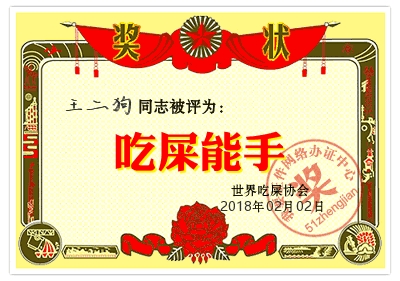 奖 状
王二狗 同志被评为：
吃屎能手
世界吃屎协会
2018年02月02日
件网络办证中心
奖
51zhengjian